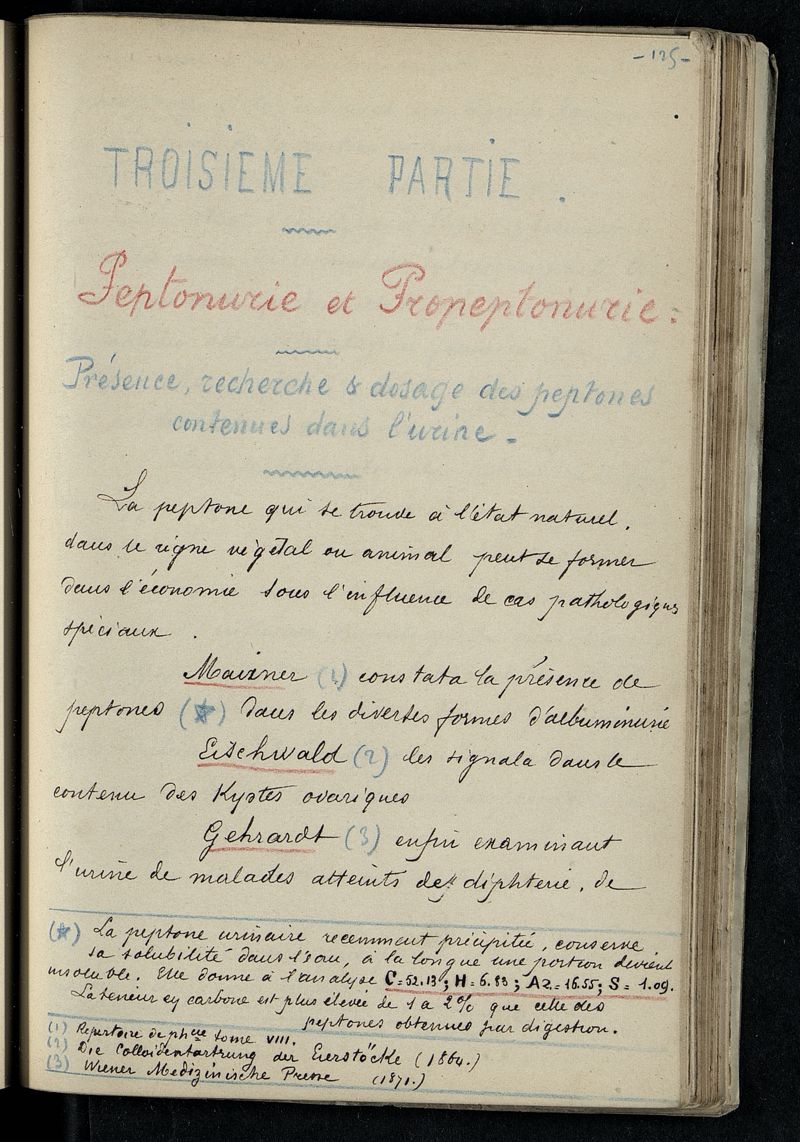 - 125 -
TROISIEME PARTIE.
Peptonurie et Propeptonurie.
Présence, recherche & dosage des peptones
contenues dans l'urine -
La peptone qui se trouve à l'état naturel,
dans le règne végétal ou animal peut se former
dans l'économie sous l'influence de cas pathologiques
spéciaux.
Maixner (1) constata la présence de
peptones (*) dans les diverses formes d'albuminurie
Eischwald (2) les signala dans le
contenu des Kystes ovariques
Gehrardt (3) enfin examinant
l'urine de malades atteints de diphterie, de
(*) La peptone urinaire recemment précipitée, conserve
sa solubilité dans l'eau, à la longue une portion devient
insoluble. Elle donne à l'analyse C=52.13; H=6.83; Az=16.55; S=1.09.
La teneur en carbone est plus élevée de 1 à 2% que celle des
peptones obtenues par digestion.
(1) Repertoire de phcie tome VIII.
(2) Die Colloidentartrung der Eierstöcke (1864.)
(3) Wiener Medizinische Presse (1871.)